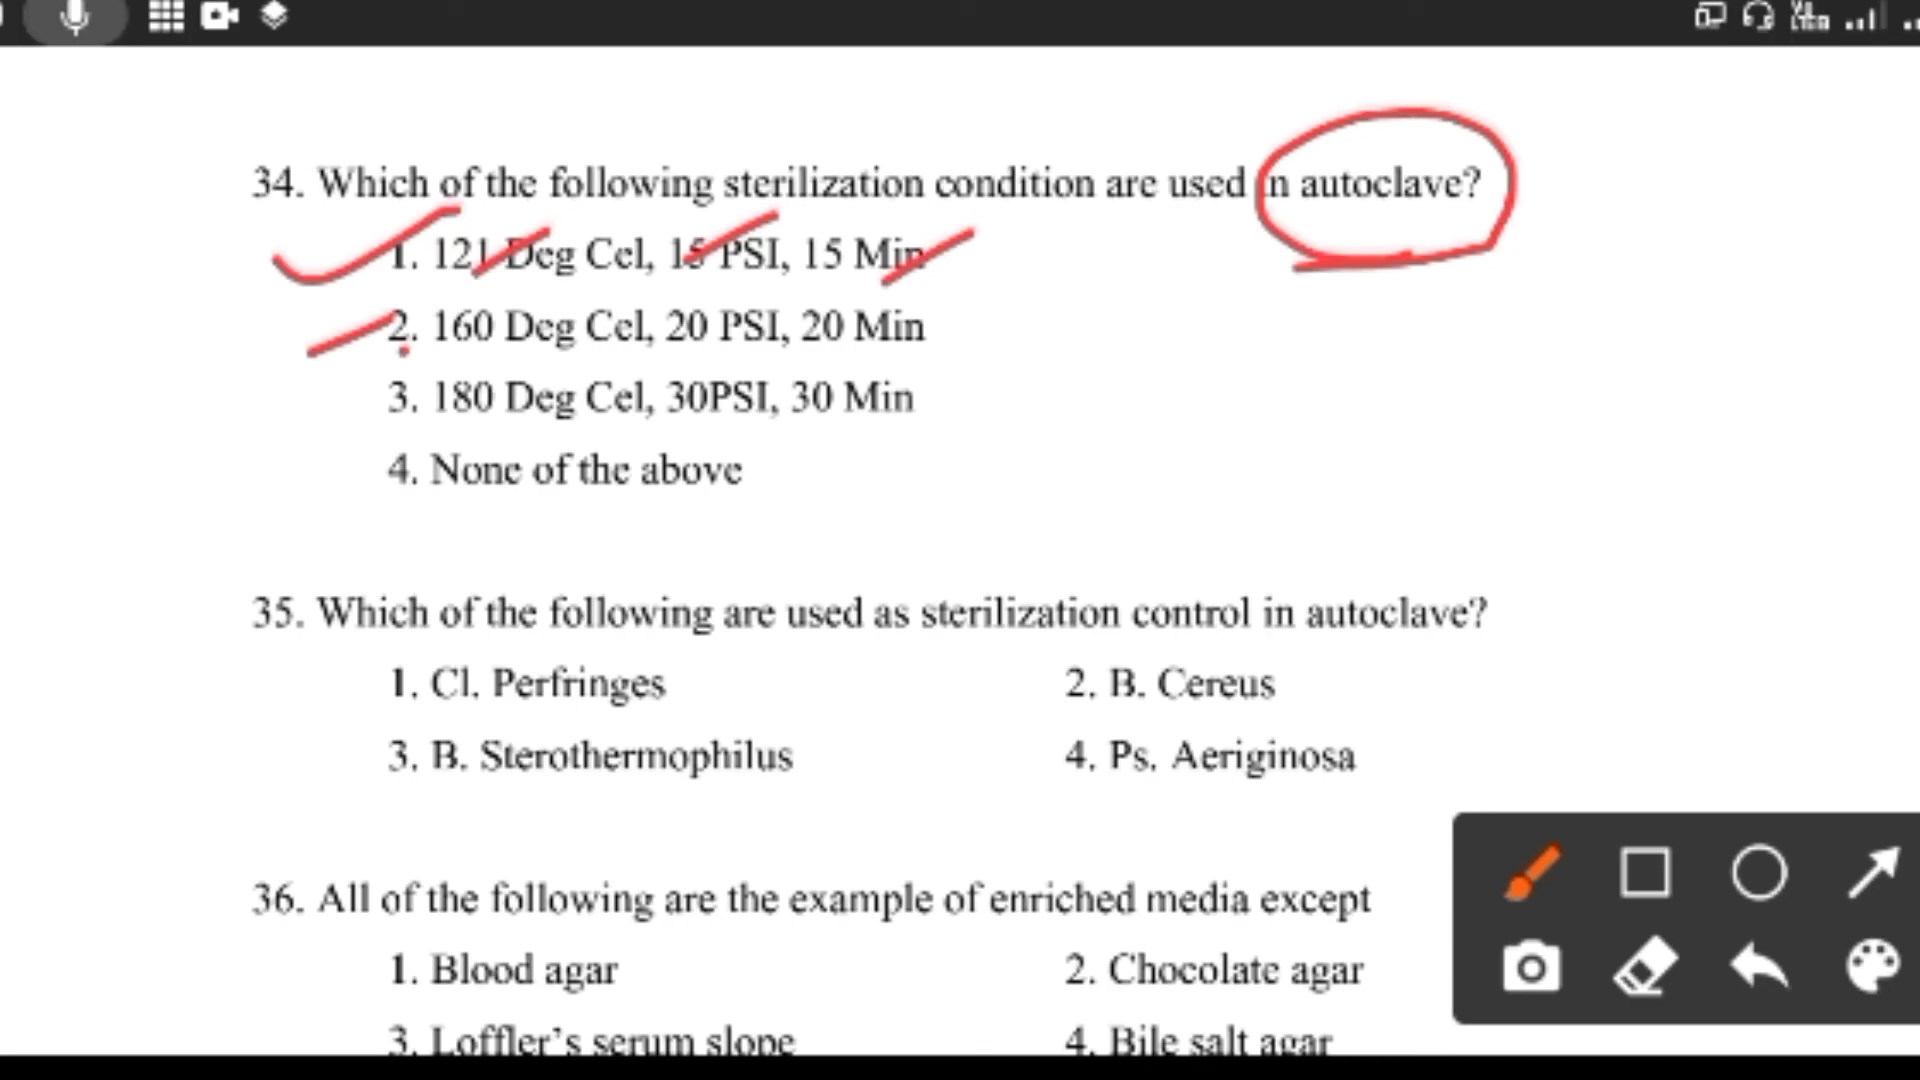 34. Which of the following sterilization condition are used in autoclave?
1. 121 Deg Cel, 15 PSI, 15 Min
2. 160 Deg Cel, 20 PSI, 20 Min
3. 180 Deg Cel, 30PSI, 30 Min
4. None of the above
35. Which of the following are used as sterilization control in autoclave?
1. Cl. Perfringes 2. B. Cereus
3. B. Sterothermophilus 4. Ps. Aeriginosa
36. All of the following are the example of enriched media except
1. Blood agar 2. Chocolate agar
3. Loffler's serum slope 4. Bile salt agar